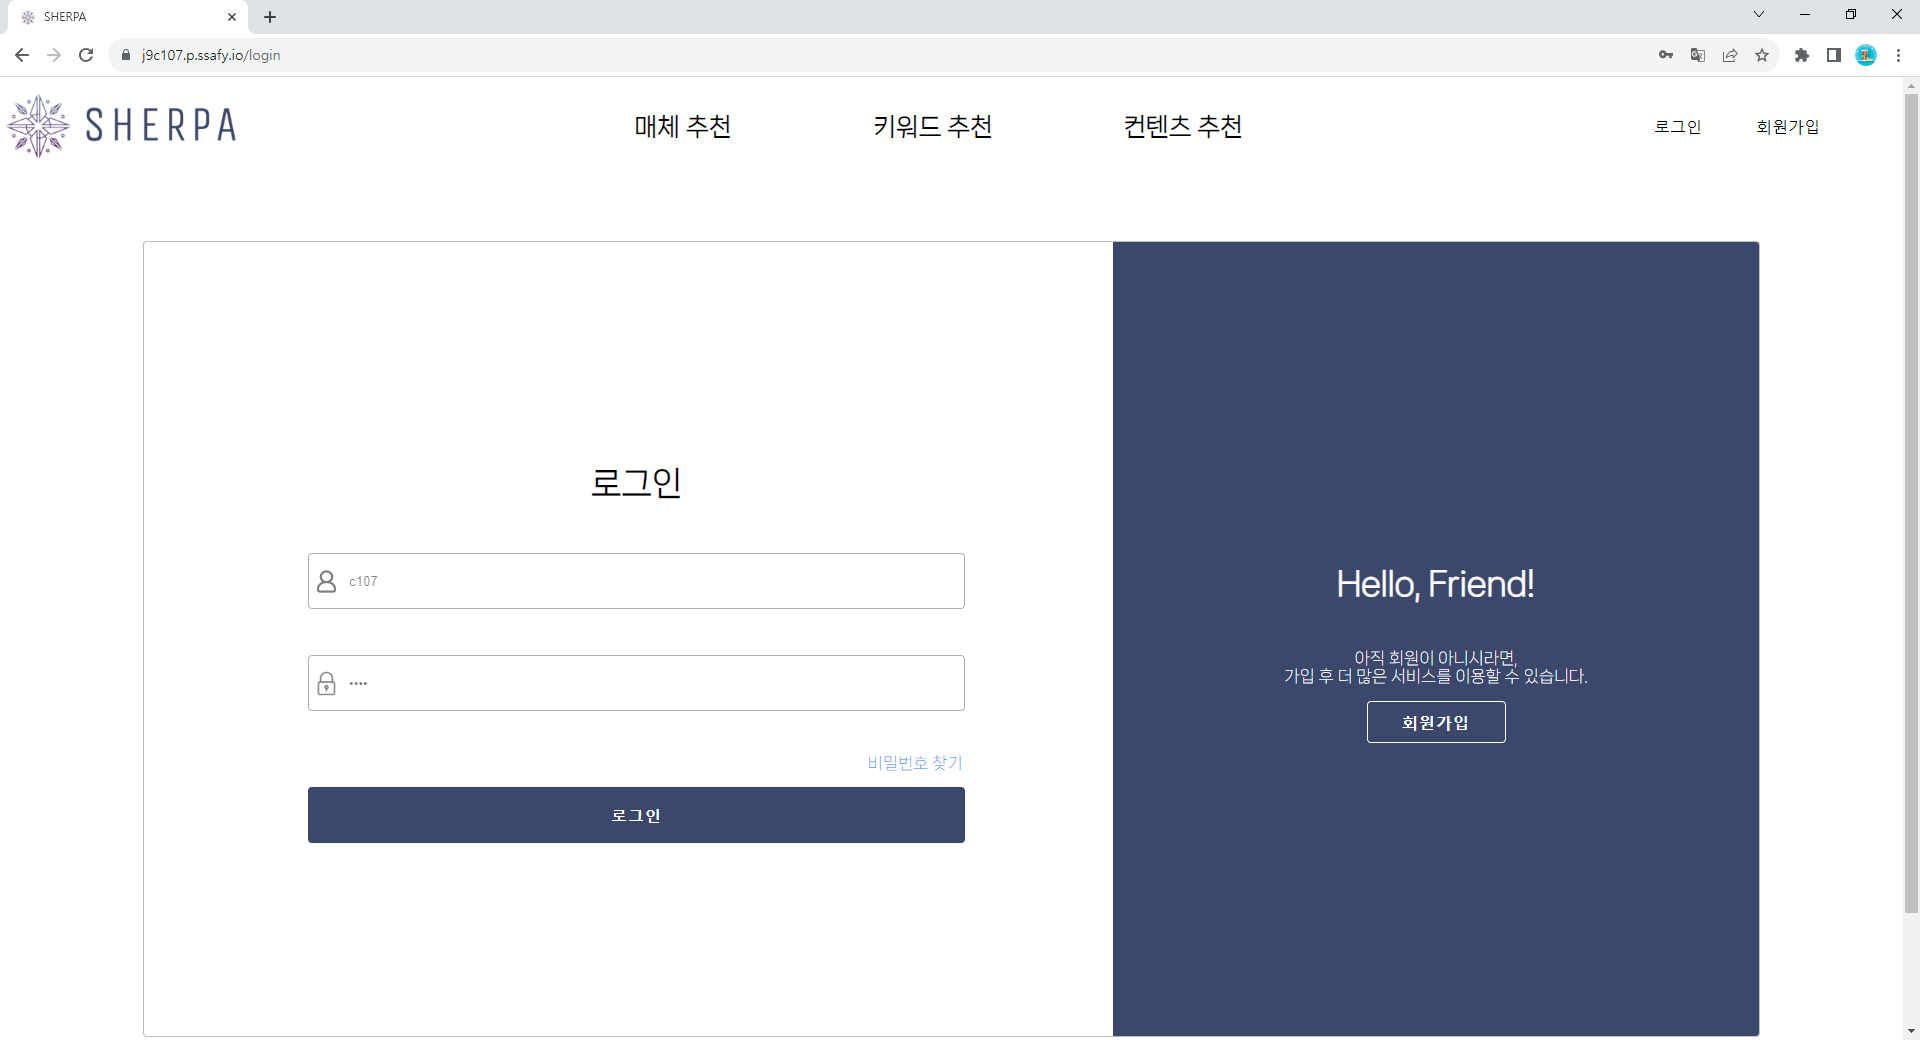 SHERPA
j9c107.p.ssafy.io/login
SHERPA
매체 추천
키워드 추천
컨텐츠 추천
로그인
회원가입
로그인
c107
••••
비밀번호 찾기
로그인
Hello, Friend!
아직 회원이 아니시라면,
가입 후 더 많은 서비스를 이용할 수 있습니다.
회원가입